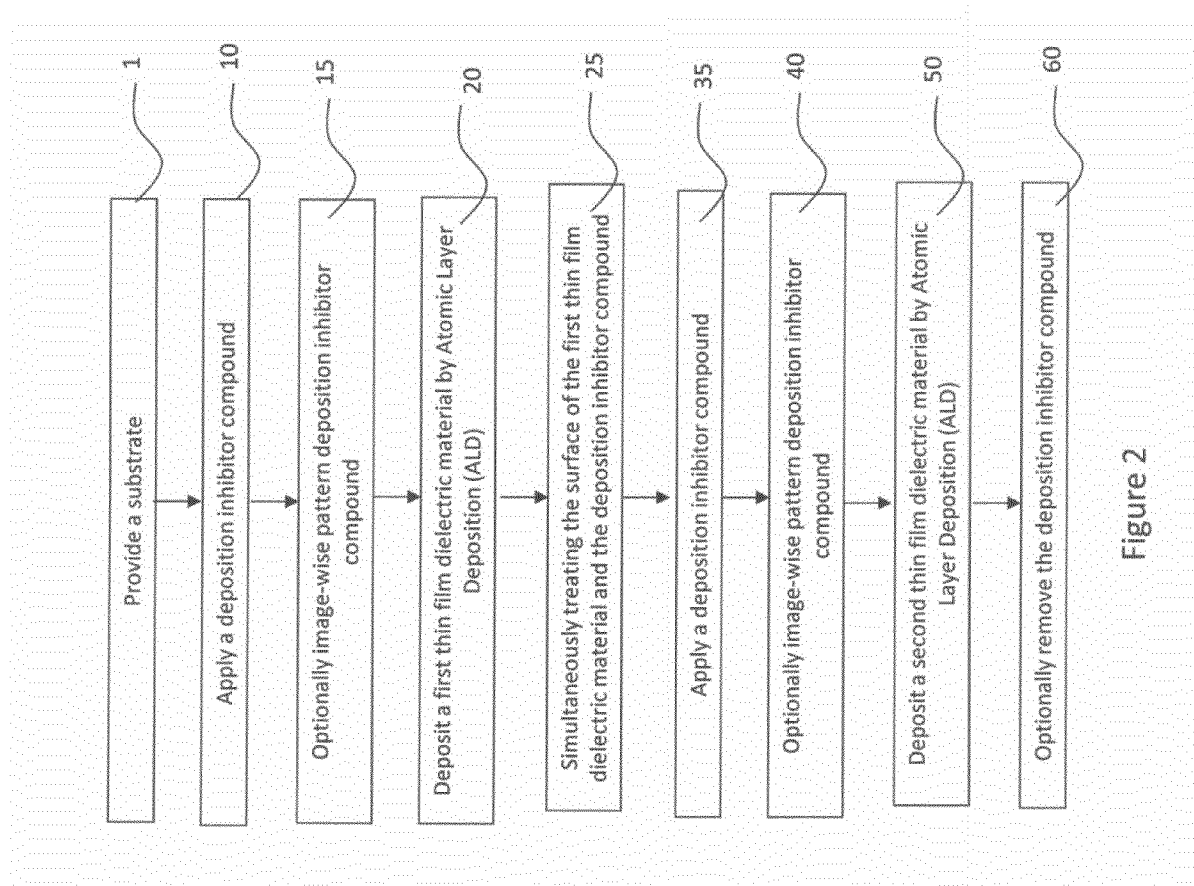 Provide a substrate
1
Apply a deposition inhibitor compound
10
Optionally image-wise pattern deposition inhibitor
compound
15
Deposit a first thin film dielectric material by Atomic Layer
Deposition (ALD)
20
Simultaneously treating the surface of the first thin film
dielectric material and the deposition inhibitor compound
25
Apply a deposition inhibitor compound
35
Optionally image-wise pattern deposition inhibitor
compound
40
Deposit a second thin film dielectric material by Atomic
Layer Deposition (ALD)
50
Optionally remove the deposition inhibitor compound
60
Figure 2